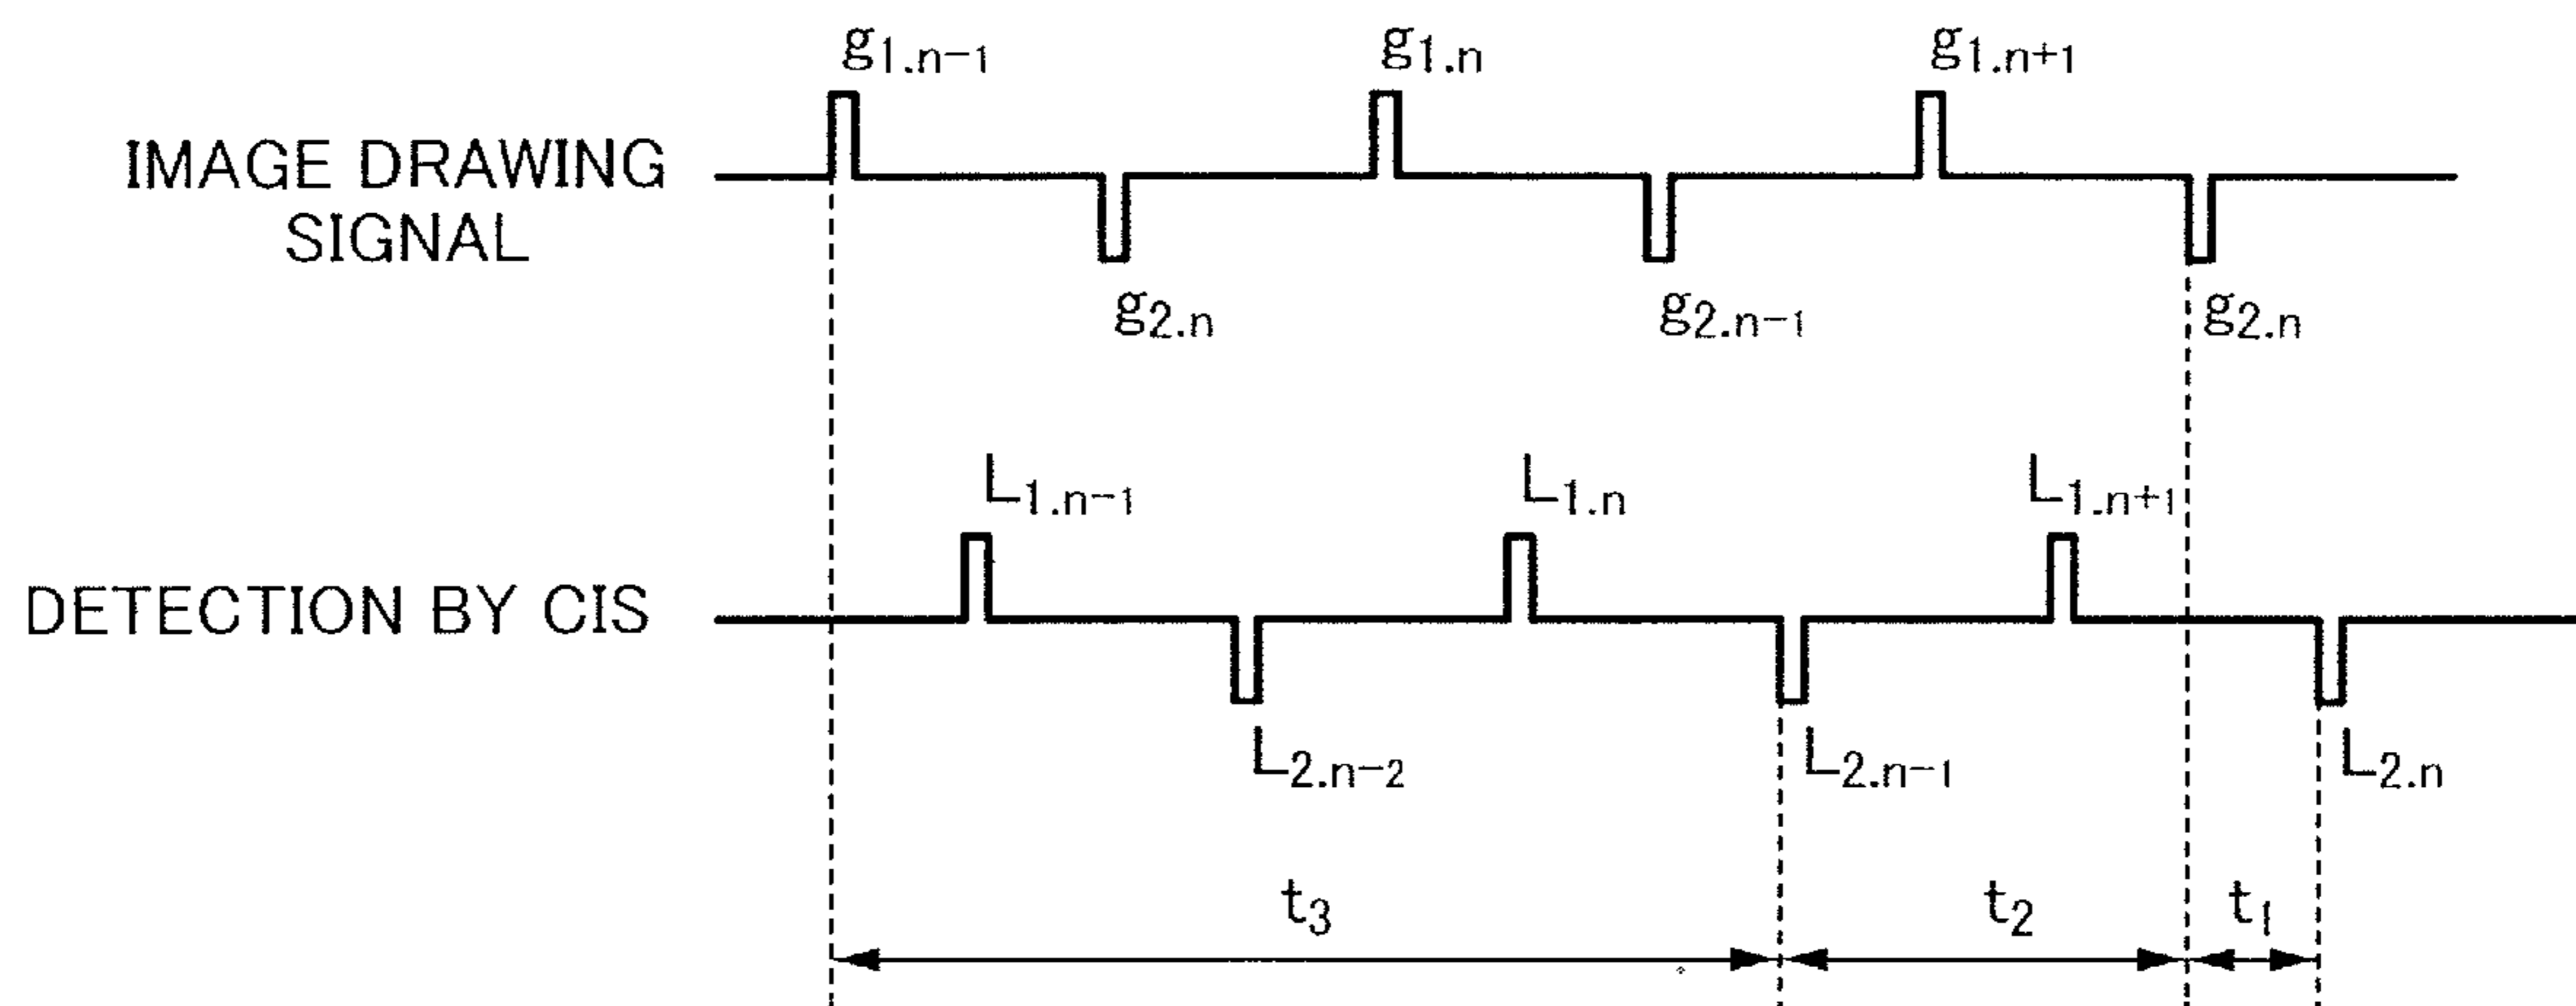 g1.n-1 g1.n g1.n+1
IMAGE DRAWING
SIGNAL
g2.n g2.n-1 g2.n
L1.n-1 L1.n L1.n+1
DETECTION BY CIS
L2.n-2 L2.n-1 L2.n
t3 t2 t1